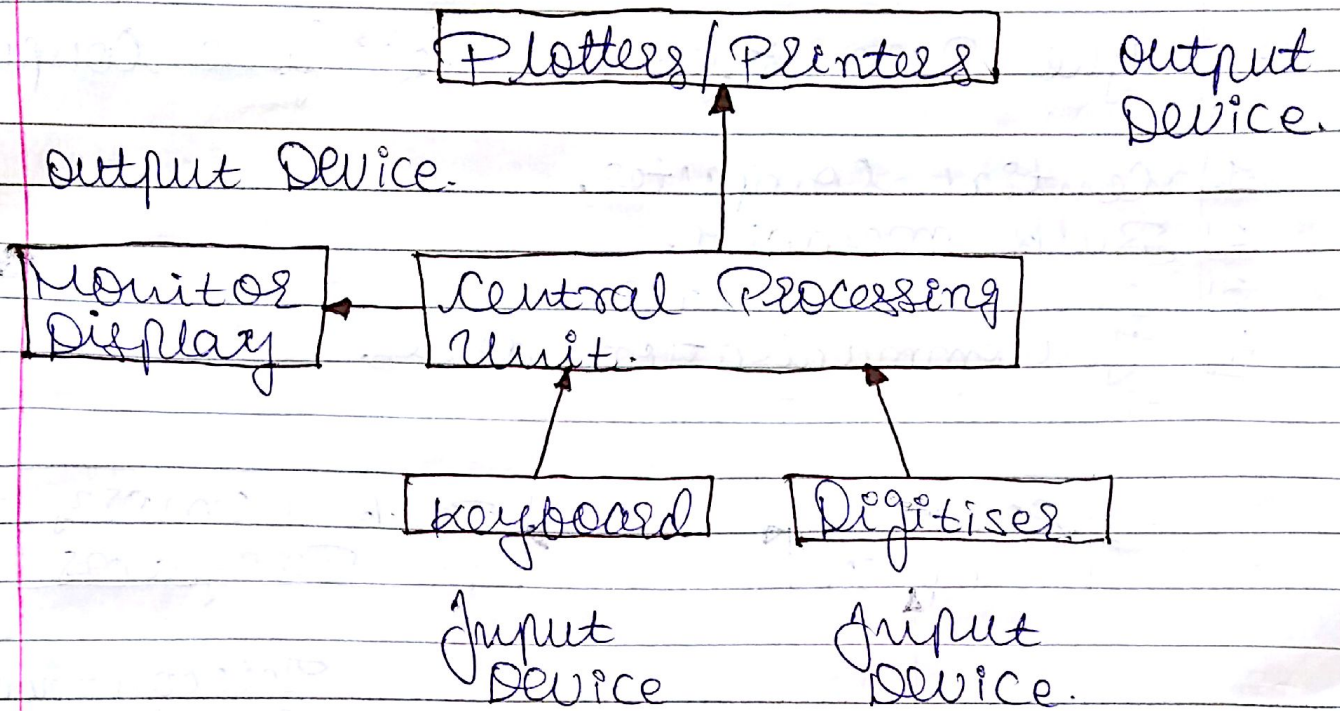 Plotters/Printers
Output
Device.
Output Device.
Monitor
Display
Central Processing
Unit.
Keyboard
Digitiser.
Input
Device
Input
Device.